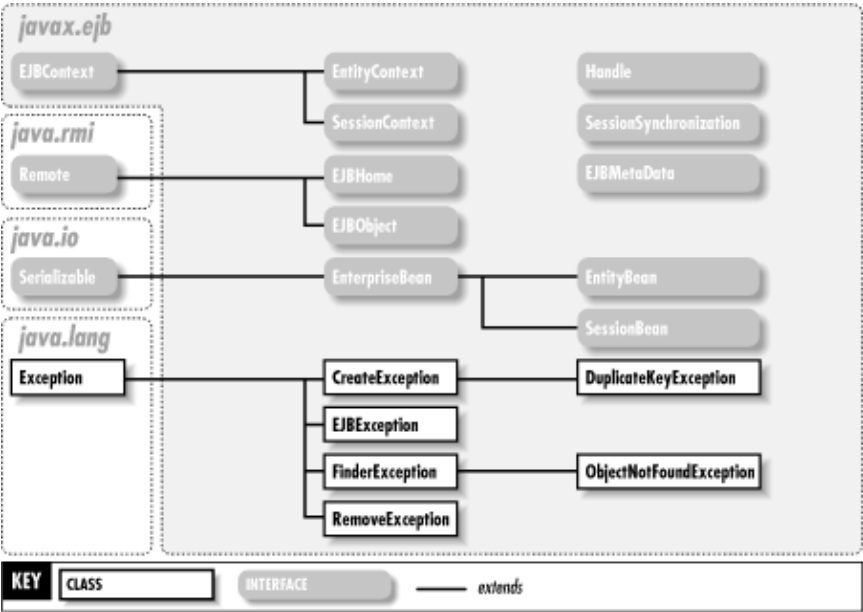 javax.ejb
EJBContext
EntityContext
Handle
SessionContext
SessionSynchronization
java.rmi
Remote
EJBHome
EJBMetaData
EJBObject
java.io
Serializable
EnterpriseBean
EntityBean
SessionBean
java.lang
Exception
CreateException
DuplicateKeyException
EJBException
FinderException
ObjectNotFoundException
RemoveException
KEY
CLASS
INTERFACE
extends